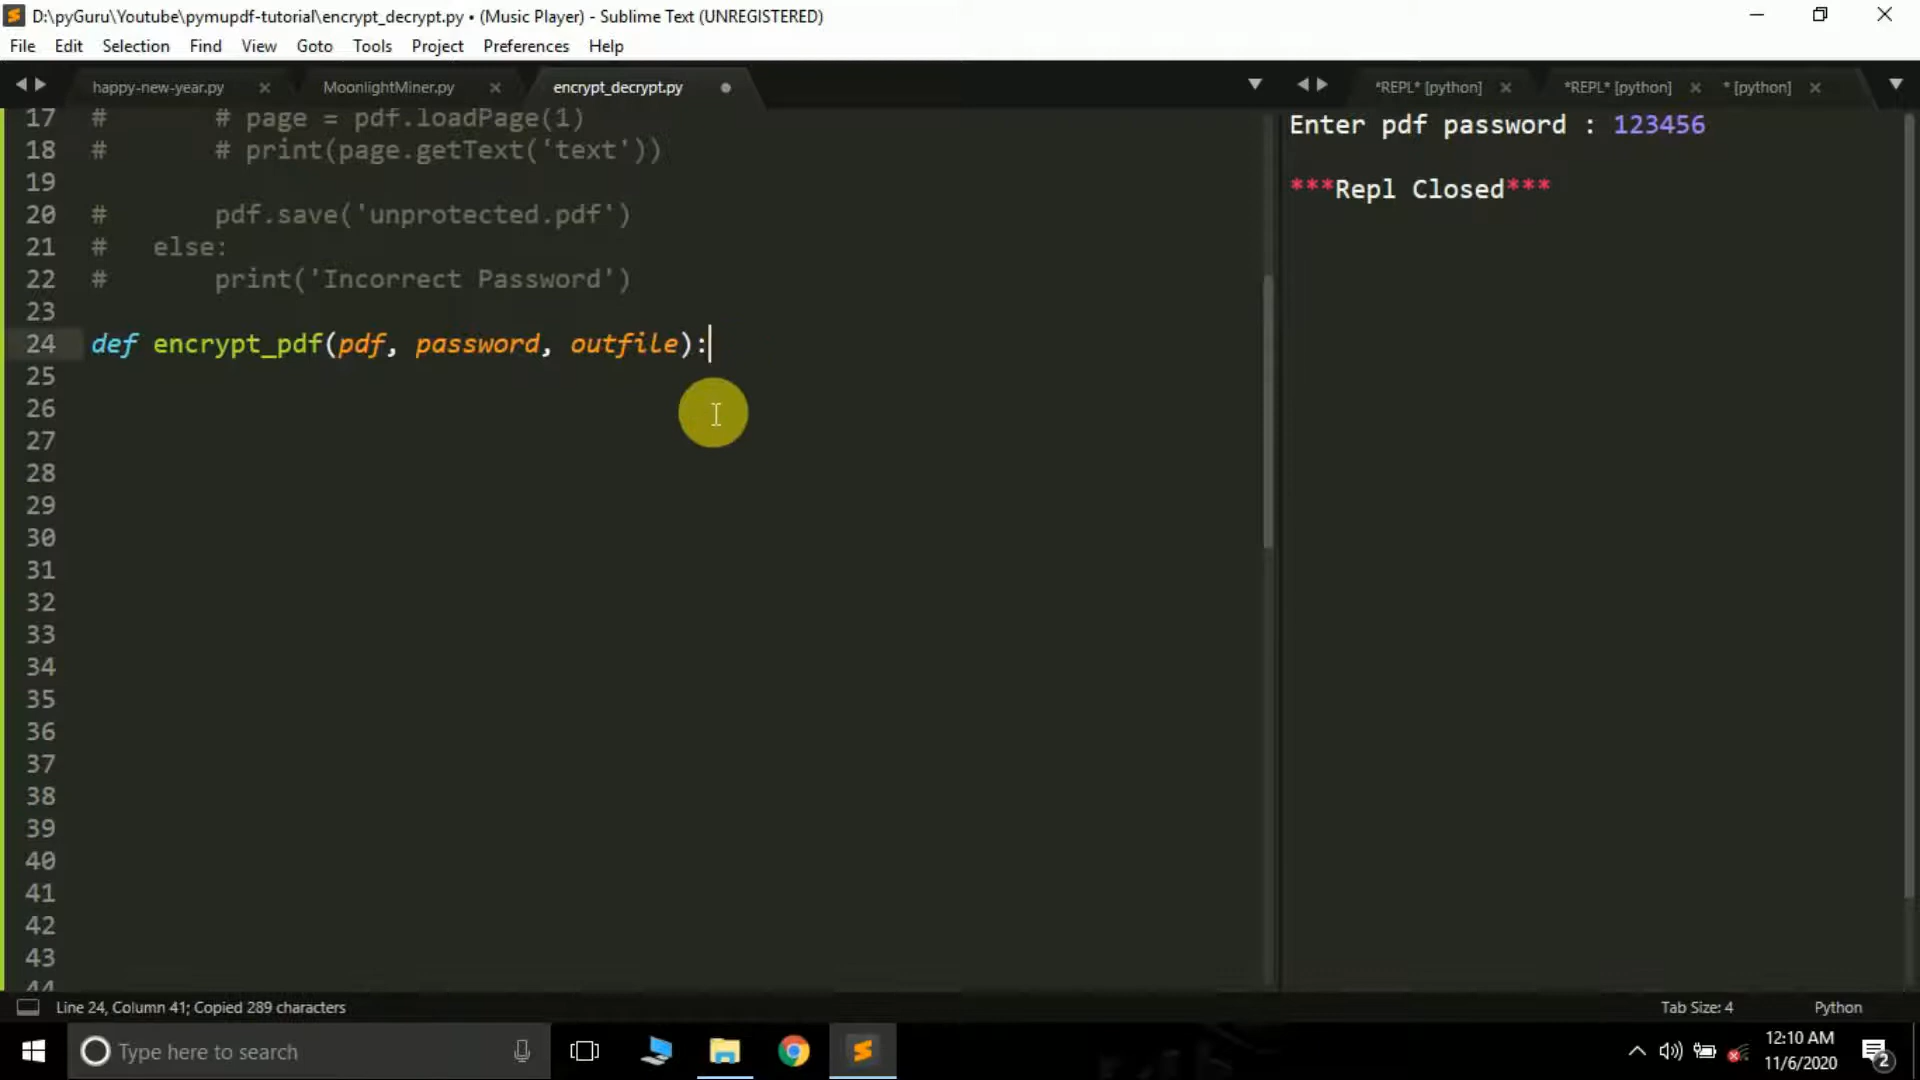 D:\pyGuru\Youtube\pymupdf-tutorial\encrypt_decrypt.py • (Music Player) - Sublime Text (UNREGISTERED)
File Edit Selection Find View Goto Tools Project Preferences Help
happy-new-year.py MoonlightMiner.py encrypt_decrypt.py *REPL* [python] *REPL* [python] * [python]
17 # # page = pdf.loadPage(1)
18 # # print(page.getText('text'))
19
20 # pdf.save('unprotected.pdf')
21 # else:
22 # print('Incorrect Password')
23
24 def encrypt_pdf(pdf, password, outfile):
25
26
27
28
29
30
31
32
33
34
35
36
37
38
39
40
41
42
43
44
Enter pdf password : 123456
***Repl Closed***
Line 24, Column 41; Copied 289 characters Tab Size: 4 Python
Type here to search
12:10 AM
11/6/2020
2